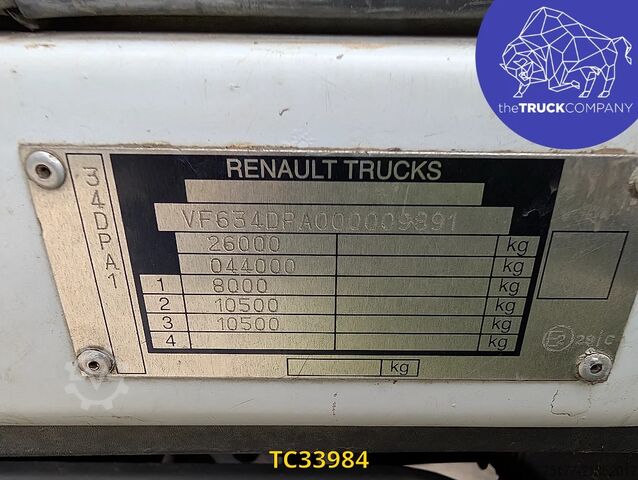 theTRUCKCOMPANY
RENAULT TRUCKS
34DPA1
VF634DPA000009891
26000 kg
044000 kg
1 8000 kg
2 10500 kg
3 10500 kg
4 kg
kg
E2
TC33984